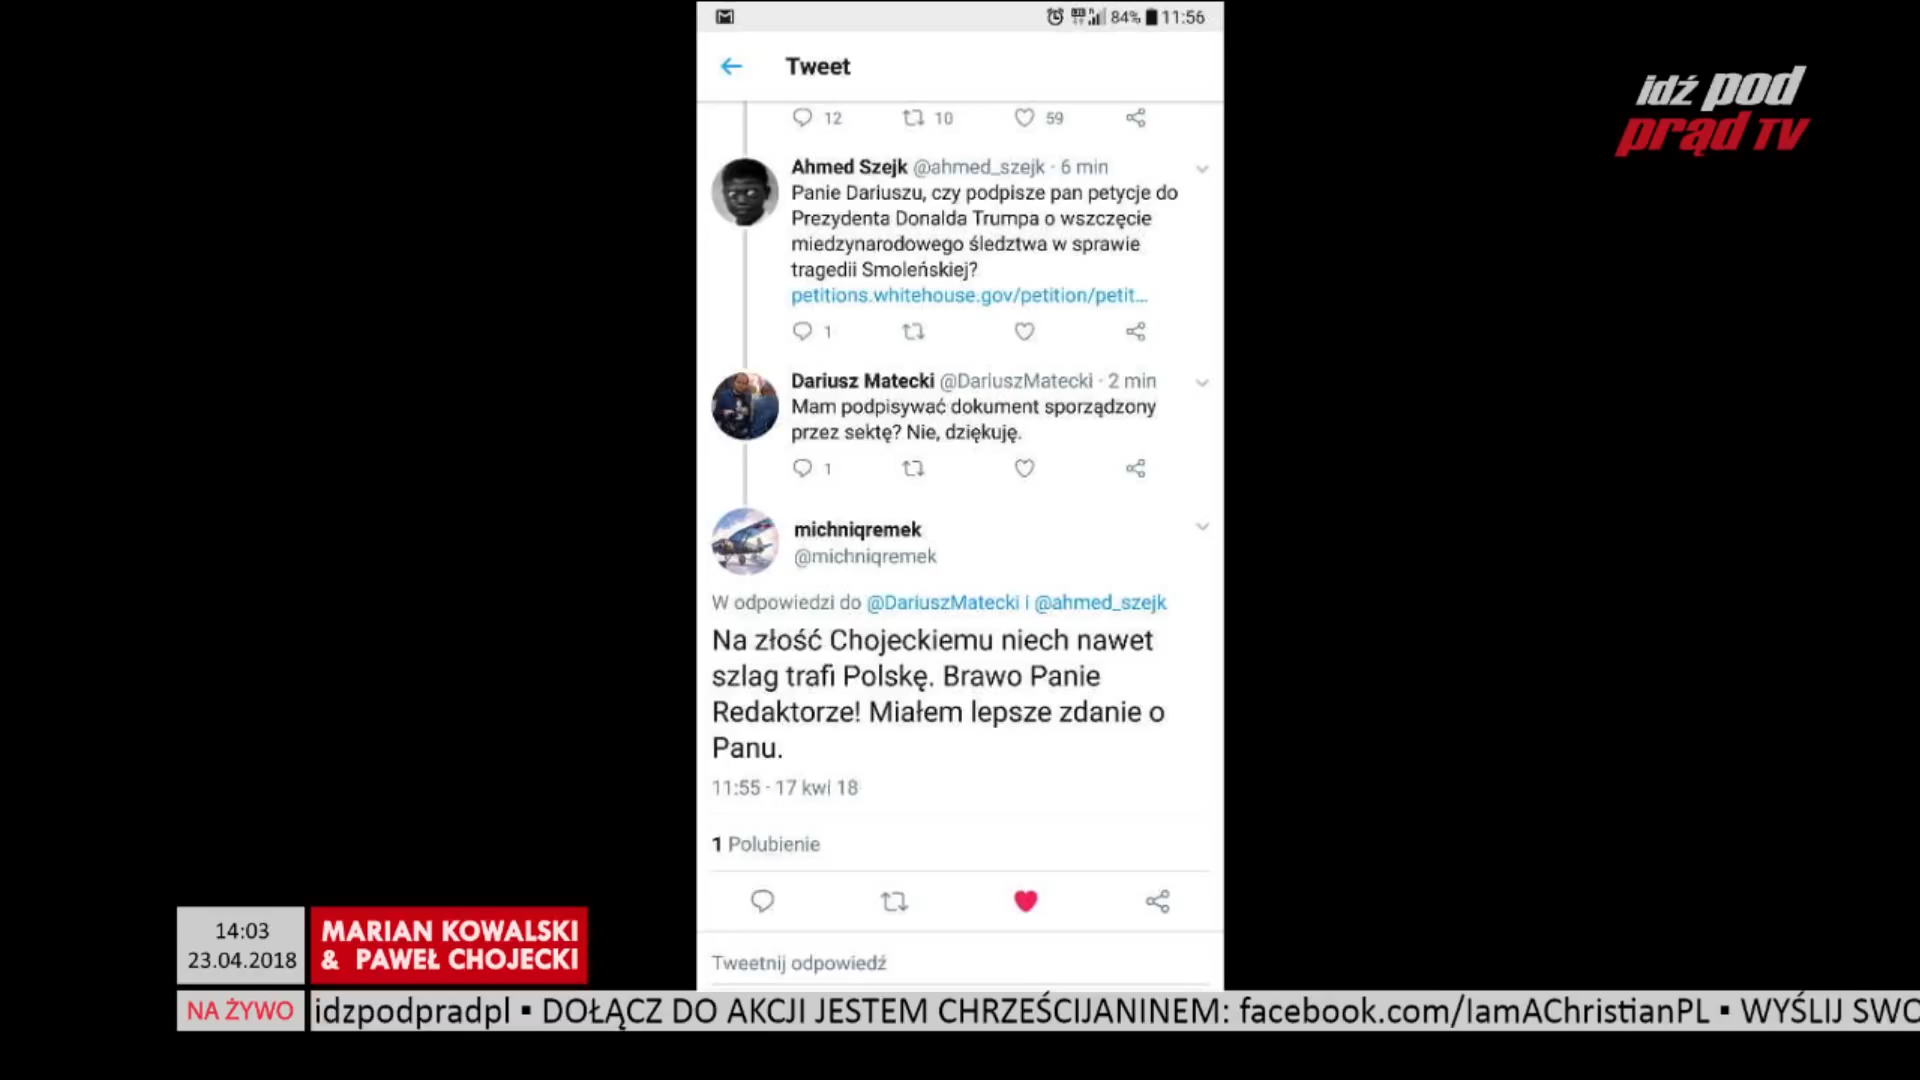 84% 11:56
Tweet
idź pod
prąd TV
12 10 59
Ahmed Szejk @ahmed_szejk · 6 min
Panie Dariuszu, czy podpisze pan petycje do
Prezydenta Donalda Trumpa o wszczęcie
miedzynarodowego śledztwa w sprawie
tragedii Smoleńskiej?
petitions.whitehouse.gov/petition/petit...
1
Dariusz Matecki @DariuszMatecki · 2 min
Mam podpisywać dokument sporządzony
przez sektę? Nie, dziękuję.
1
michniqremek
@michniqremek
W odpowiedzi do @DariuszMatecki i @ahmed_szejk
Na złość Chojeckiemu niech nawet
szlag trafi Polskę. Brawo Panie
Redaktorze! Miałem lepsze zdanie o
Panu.
11:55 · 17 kwi 18
1 Polubienie
Tweetnij odpowiedź
14:03
23.04.2018
MARIAN KOWALSKI
& PAWEŁ CHOJECKI
NA ŻYWO
idzpodpradpl ▪ DOŁĄCZ DO AKCJI JESTEM CHRZEŚCIJANINEM: facebook.com/IamAChristianPL ▪ WYŚLIJ SWO